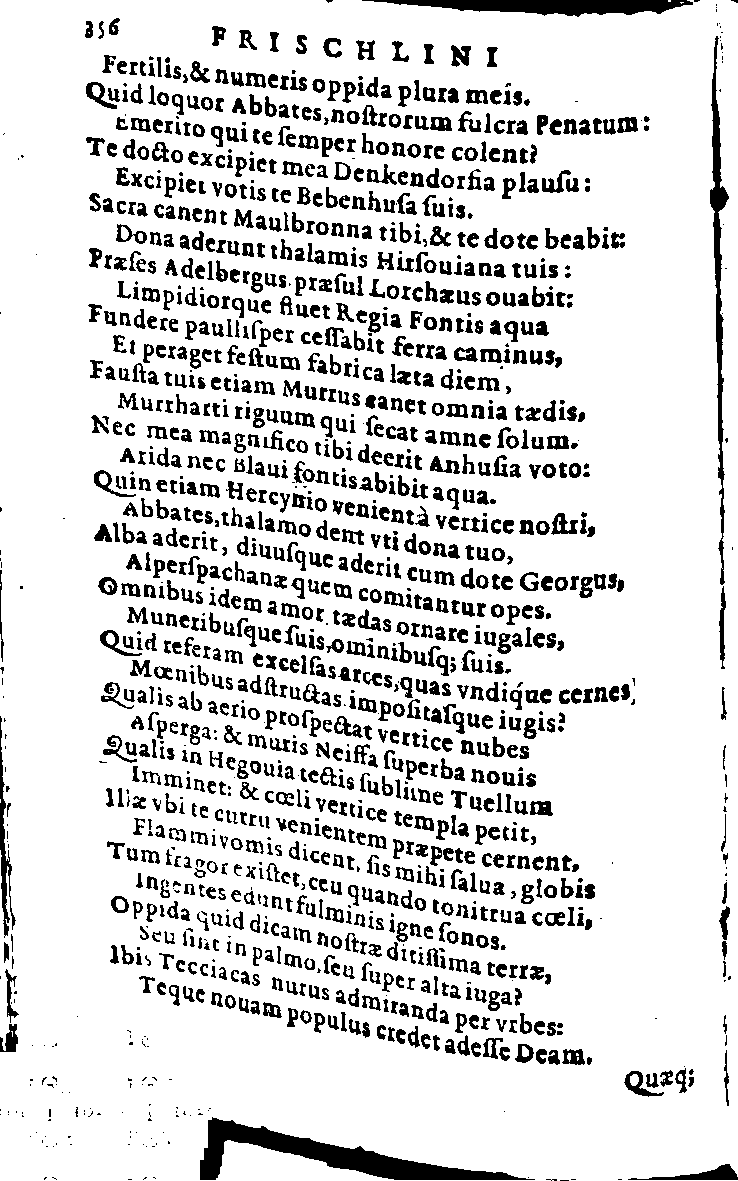 356 FRISCHLINI
Fertilis,& numeris oppida plura meis.
Quid loquor Abbates,noſtrorum fulcra Penatum:
Emerito qui te ſemper honore colent?
Te docto excipiet mea Denkendorfia plauſu:
Excipiet votis te Bebenhuſa ſuis.
Sacra canent Maulbronna tibi,& te dote beabit:
Dona aderunt thalamis Hirſouiana tuis:
Præſes Adelbergus præſul Lorchæus ouabit:
Limpidiorque fluet Regia Fontis aqua
Fundere paulliſper ceſſabit ferra caminus,
Et peraget feſtum fabrica læta diem,
Fauſta tuis etiam Murrus canet omnia tædis,
Murrharti riguum qui ſecat amne ſolum.
Nec mea magnifico tibi deerit Anhuſia voto:
Arida nec Blaui fontis abibit aqua.
Quin etiam Hercynio venient à vertice noſtri,
Abbates,thalamo dent vti dona tuo,
Alba aderit, diuuſque aderit cum dote Georgus,
Alperſpachanæ quem comitantur opes.
Omnibus idem amor tædas ornare iugales,
Muneribuſque ſuis,ominibuſq; ſuis.
Quid referam excelſas arces,quas vndíque cernes,
Mœnibus adſtructas impoſitaſque iugis?
Qualis ab aerio proſpectat vertice nubes
Aſperga: & muris Neiffa ſuperba nouis
Qualis in Hegouia tectis ſublime Tuellum
Imminet: & cœli vertice templa petit,
Illæ vbi te curru venientem præpete cernent,
Flammivomis dicent, ſis mihi ſalua, globis
Tum fragor exiſtet,ceu quando tonitrua cœli,
Ingentes edunt fulminis igne ſonos.
Oppida quid dicam noſtræ ditiſſima terræ,
Seu ſint in palmo,ſeu ſuper alta iuga?
Ibis Tecciacas nurus admiranda per vrbes:
Teque nouam populus credet adeſſe Deam.
Quæq;